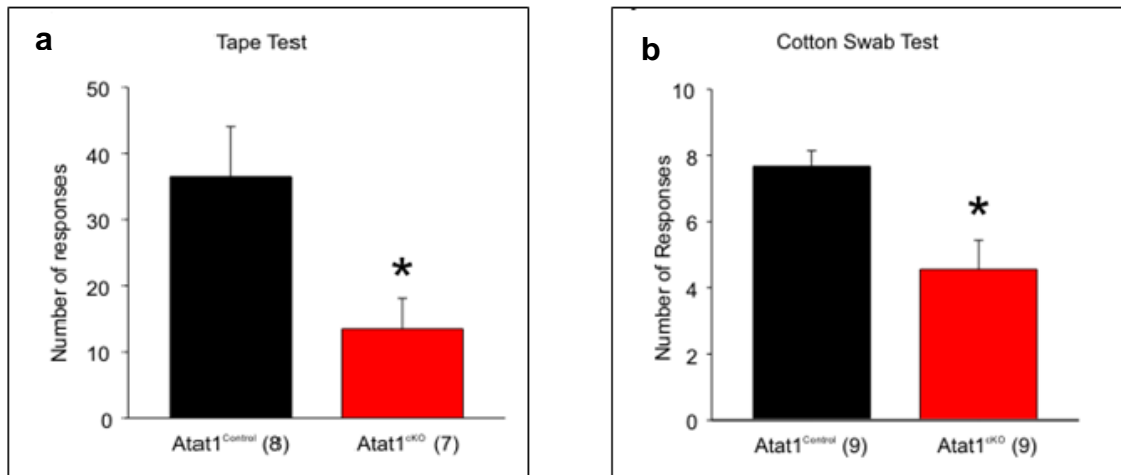 a
Tape Test
Number of responses
50
40
30
20
10
0
*
Atat1Control (8)
Atat1cKO (7)
b
Cotton Swab Test
Number of Responses
10
8
6
4
2
0
*
Atat1Control (9)
Atat1cKO (9)